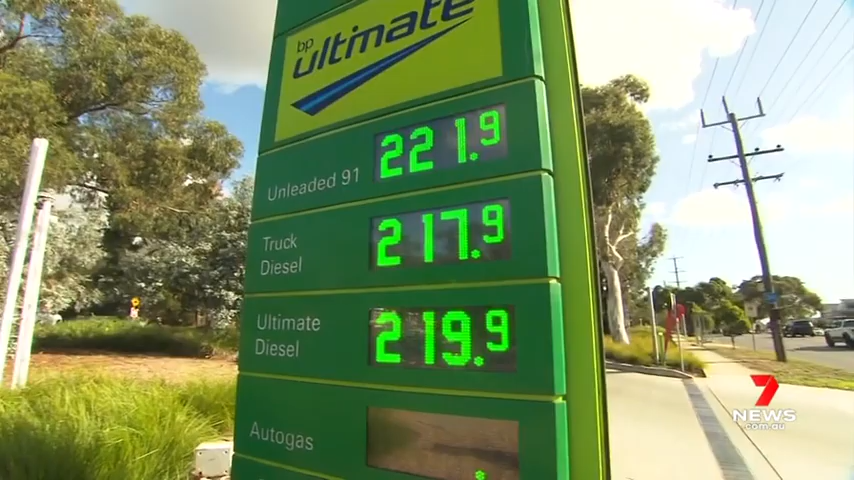 bp
ultimate
Unleaded 91 221.9
Truck
Diesel 217.9
Ultimate
Diesel 219.9
Autogas
7
NEWS
.com.au